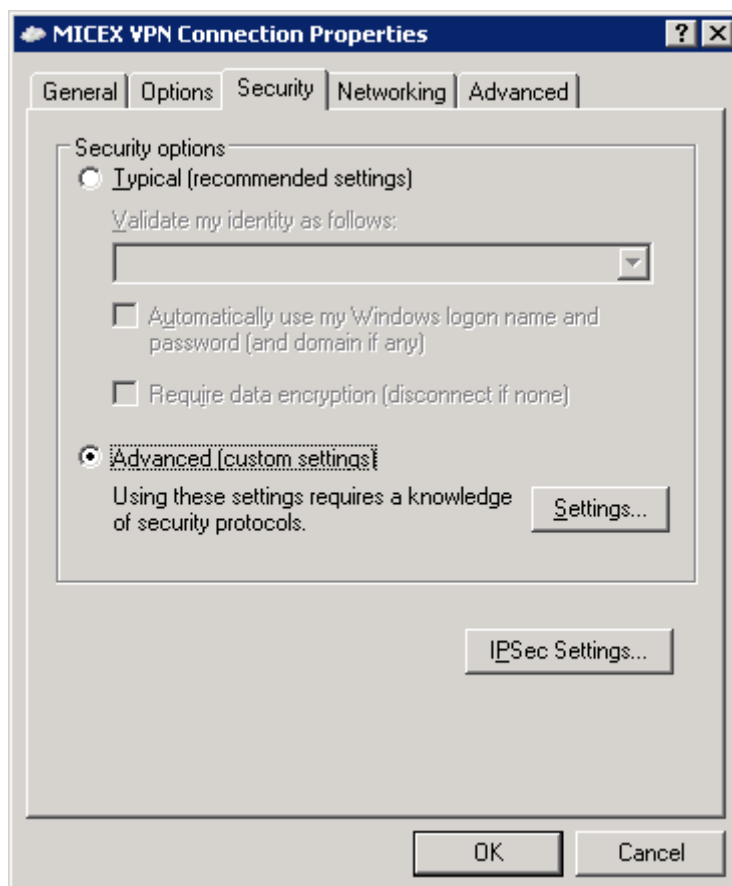 MICEX VPN Connection Properties
General Options Security Networking Advanced
Security options
Typical (recommended settings)
Validate my identity as follows:
Automatically use my Windows logon name and
password (and domain if any)
Require data encryption (disconnect if none)
Advanced (custom settings)
Using these settings requires a knowledge
of security protocols.
Settings...
IPSec Settings...
OK Cancel